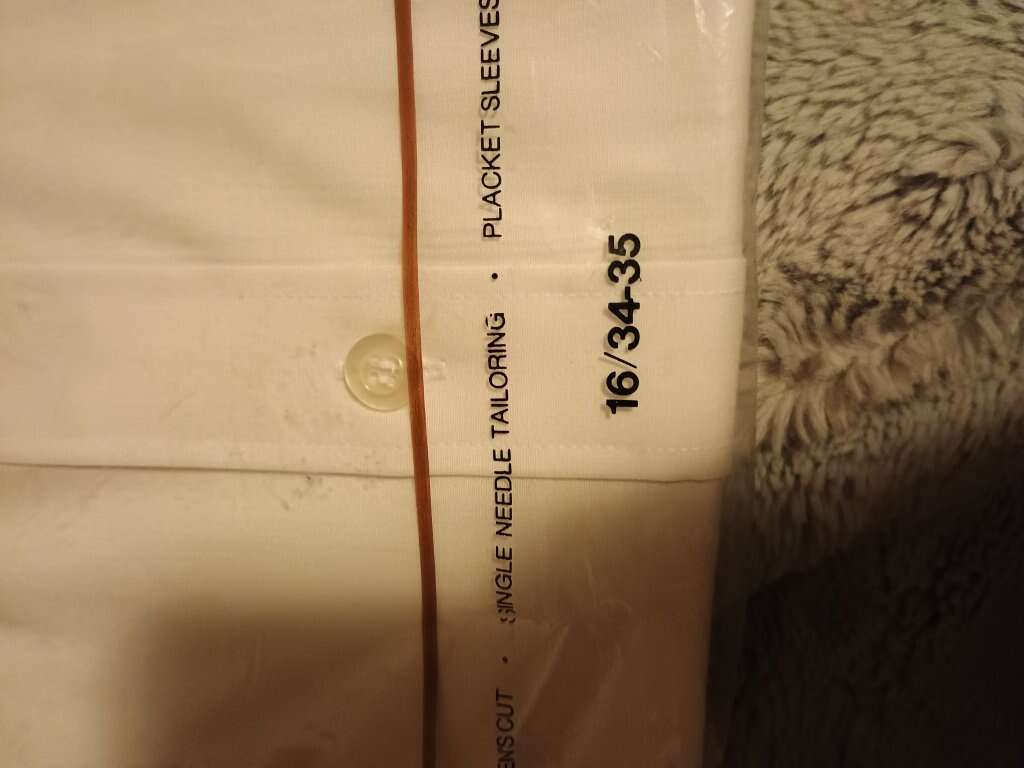 SINGLE NEEDLE TAILORING • PLACKET SLEEVES
16/34-35